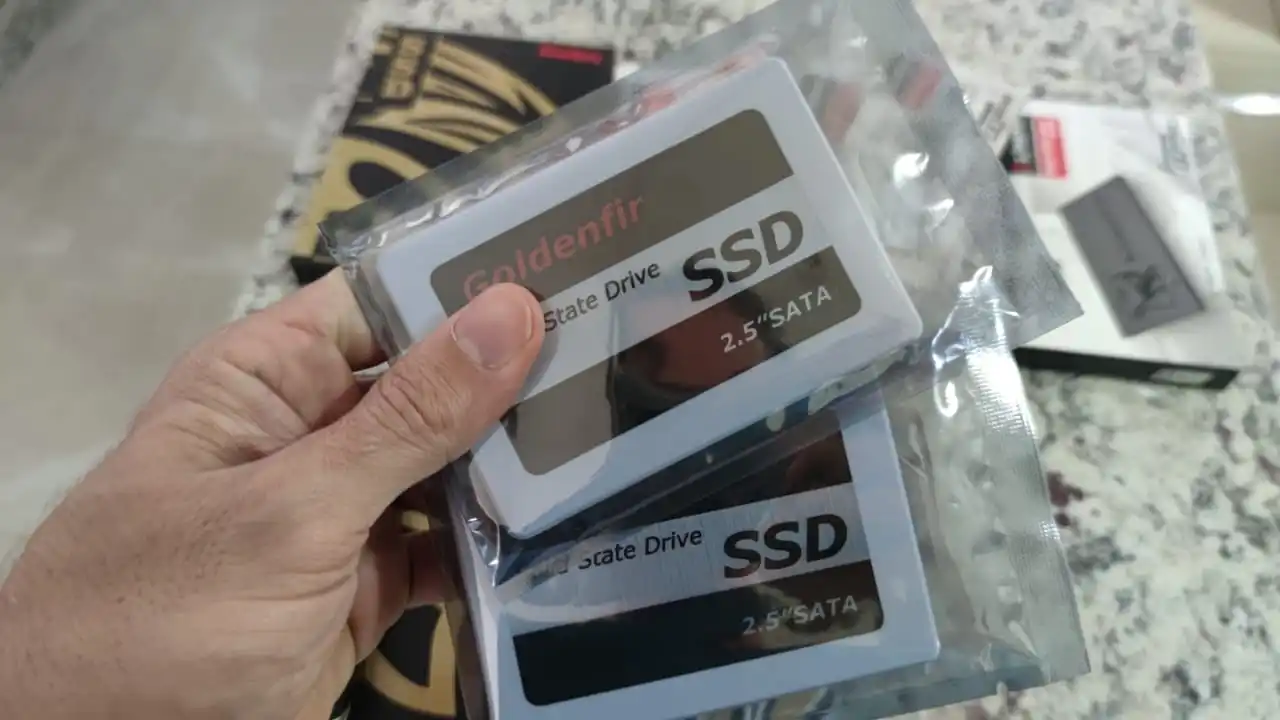 Goldenfir
State Drive SSD
2.5"SATA
State Drive SSD
2.5"SATA